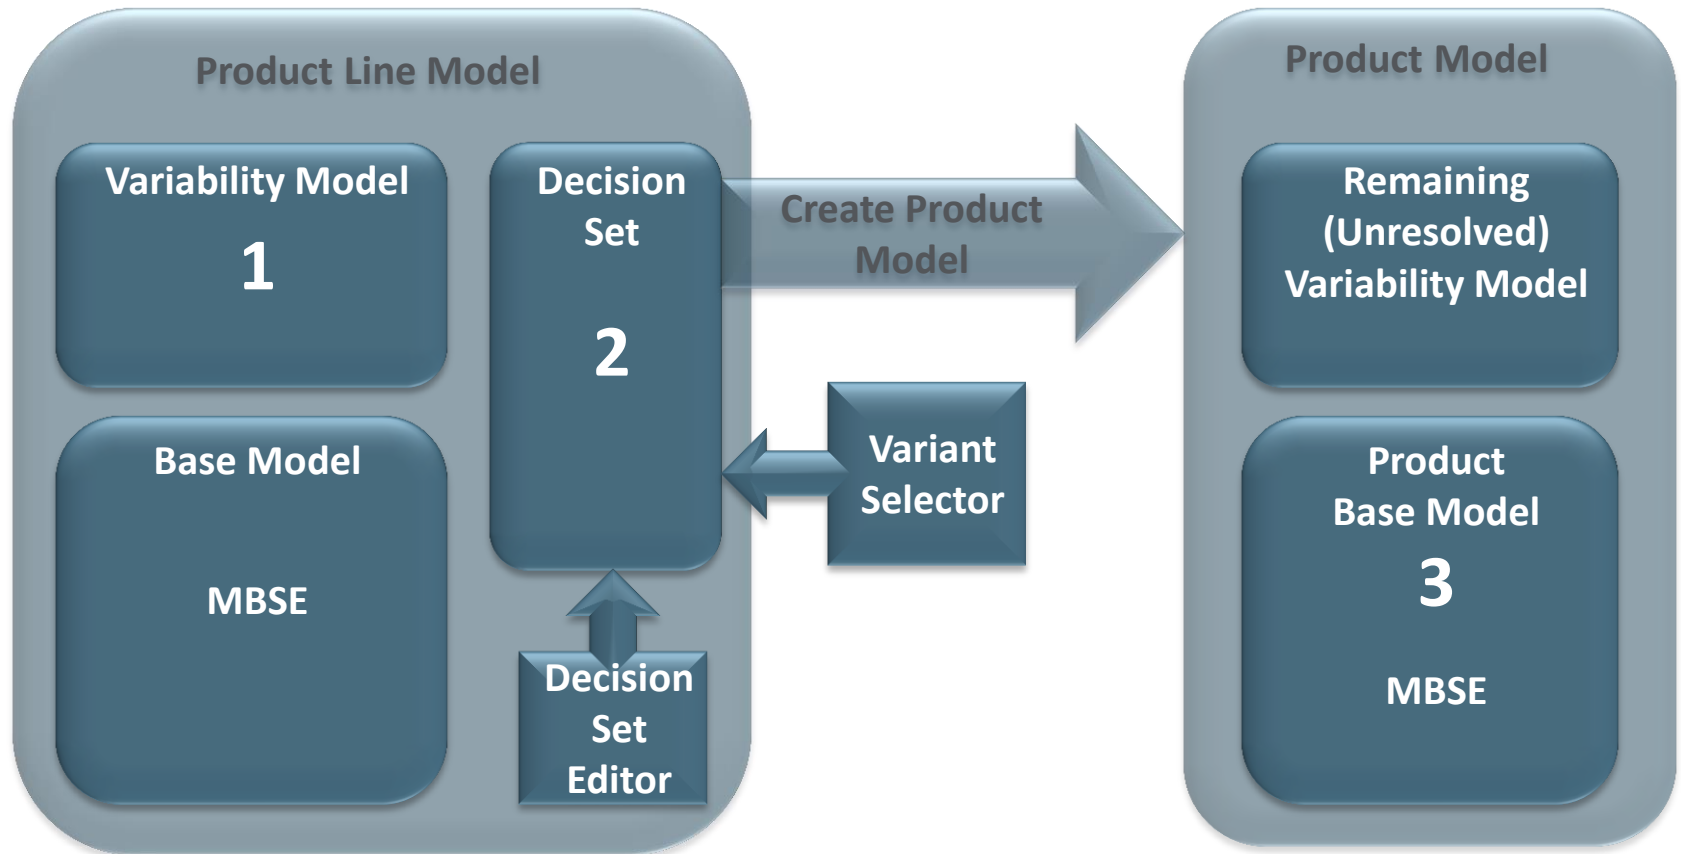 Product Line Model
Variability Model
1
Decision
Set
2
Base Model
MBSE
Decision
Set
Editor
Create Product
Model
Variant
Selector
Product Model
Remaining
(Unresolved)
Variability Model
Product
Base Model
3
MBSE